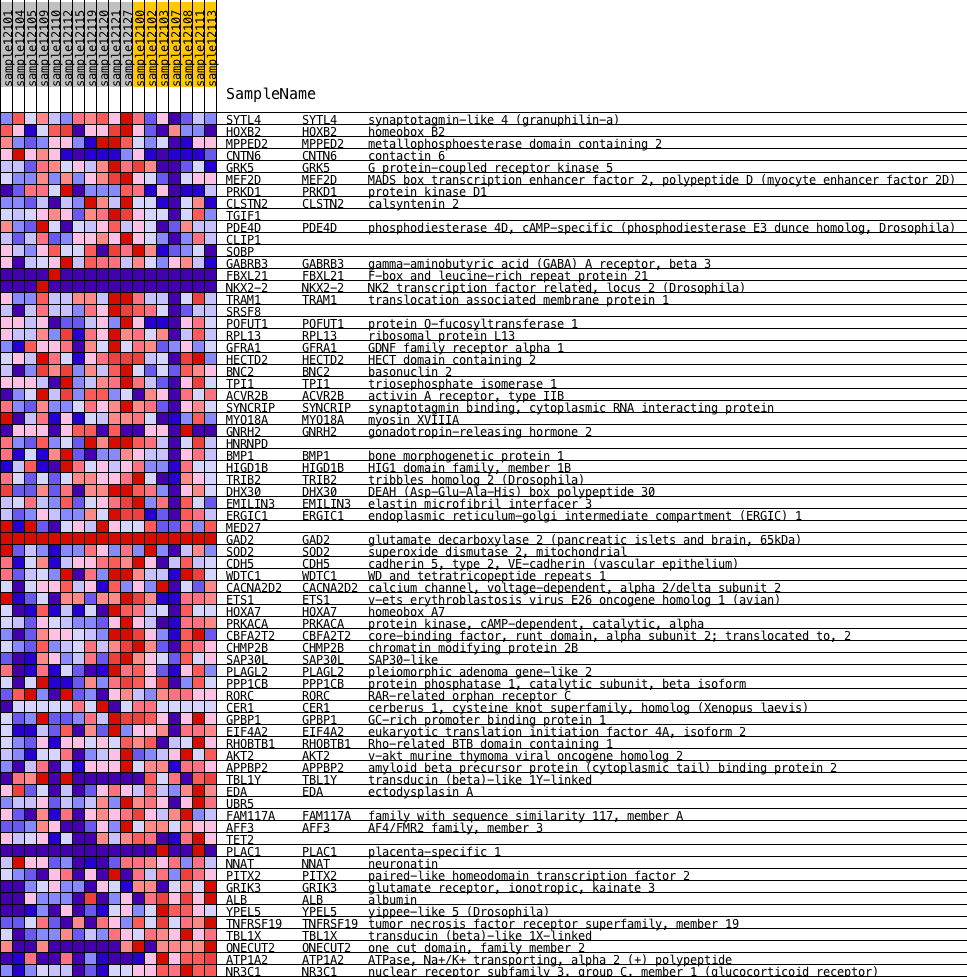 sample12101
sample12104
sample12105
sample12109
sample12110
sample12112
sample12115
sample12119
sample12120
sample12121
sample12127
sample12100
sample12102
sample12103
sample12107
sample12108
sample12111
sample12113
SampleName
SYTL4 SYTL4 synaptotagmin-like 4 (granuphilin-a)
HOXB2 HOXB2 homeobox B2
MPPED2 MPPED2 metallophosphoesterase domain containing 2
CNTN6 CNTN6 contactin 6
GRK5 GRK5 G protein-coupled receptor kinase 5
MEF2D MEF2D MADS box transcription enhancer factor 2, polypeptide D (myocyte enhancer factor 2D)
PRKD1 PRKD1 protein kinase D1
CLSTN2 CLSTN2 calsyntenin 2
TGIF1
PDE4D PDE4D phosphodiesterase 4D, cAMP-specific (phosphodiesterase E3 dunce homolog, Drosophila)
CLIP1
SOBP
GABRB3 GABRB3 gamma-aminobutyric acid (GABA) A receptor, beta 3
FBXL21 FBXL21 F-box and leucine-rich repeat protein 21
NKX2-2 NKX2-2 NK2 transcription factor related, locus 2 (Drosophila)
TRAM1 TRAM1 translocation associated membrane protein 1
SRSF8
POFUT1 POFUT1 protein O-fucosyltransferase 1
RPL13 RPL13 ribosomal protein L13
GFRA1 GFRA1 GDNF family receptor alpha 1
HECTD2 HECTD2 HECT domain containing 2
BNC2 BNC2 basonuclin 2
TPI1 TPI1 triosephosphate isomerase 1
ACVR2B ACVR2B activin A receptor, type IIB
SYNCRIP SYNCRIP synaptotagmin binding, cytoplasmic RNA interacting protein
MYO18A MYO18A myosin XVIIIA
GNRH2 GNRH2 gonadotropin-releasing hormone 2
HNRNPD
BMP1 BMP1 bone morphogenetic protein 1
HIGD1B HIGD1B HIG1 domain family, member 1B
TRIB2 TRIB2 tribbles homolog 2 (Drosophila)
DHX30 DHX30 DEAH (Asp-Glu-Ala-His) box polypeptide 30
EMILIN3 EMILIN3 elastin microfibril interfacer 3
ERGIC1 ERGIC1 endoplasmic reticulum-golgi intermediate compartment (ERGIC) 1
MED27
GAD2 GAD2 glutamate decarboxylase 2 (pancreatic islets and brain, 65kDa)
SOD2 SOD2 superoxide dismutase 2, mitochondrial
CDH5 CDH5 cadherin 5, type 2, VE-cadherin (vascular epithelium)
WDTC1 WDTC1 WD and tetratricopeptide repeats 1
CACNA2D2 CACNA2D2 calcium channel, voltage-dependent, alpha 2/delta subunit 2
ETS1 ETS1 v-ets erythroblastosis virus E26 oncogene homolog 1 (avian)
HOXA7 HOXA7 homeobox A7
PRKACA PRKACA protein kinase, cAMP-dependent, catalytic, alpha
CBFA2T2 CBFA2T2 core-binding factor, runt domain, alpha subunit 2; translocated to, 2
CHMP2B CHMP2B chromatin modifying protein 2B
SAP30L SAP30L SAP30-like
PLAGL2 PLAGL2 pleiomorphic adenoma gene-like 2
PPP1CB PPP1CB protein phosphatase 1, catalytic subunit, beta isoform
RORC RORC RAR-related orphan receptor C
CER1 CER1 cerberus 1, cysteine knot superfamily, homolog (Xenopus laevis)
GPBP1 GPBP1 GC-rich promoter binding protein 1
EIF4A2 EIF4A2 eukaryotic translation initiation factor 4A, isoform 2
RHOBTB1 RHOBTB1 Rho-related BTB domain containing 1
AKT2 AKT2 v-akt murine thymoma viral oncogene homolog 2
APPBP2 APPBP2 amyloid beta precursor protein (cytoplasmic tail) binding protein 2
TBL1Y TBL1Y transducin (beta)-like 1Y-linked
EDA EDA ectodysplasin A
UBR5
FAM117A FAM117A family with sequence similarity 117, member A
AFF3 AFF3 AF4/FMR2 family, member 3
TET2
PLAC1 PLAC1 placenta-specific 1
NNAT NNAT neuronatin
PITX2 PITX2 paired-like homeodomain transcription factor 2
GRIK3 GRIK3 glutamate receptor, ionotropic, kainate 3
ALB ALB albumin
YPEL5 YPEL5 yippee-like 5 (Drosophila)
TNFRSF19 TNFRSF19 tumor necrosis factor receptor superfamily, member 19
TBL1X TBL1X transducin (beta)-like 1X-linked
ONECUT2 ONECUT2 one cut domain, family member 2
ATP1A2 ATP1A2 ATPase, Na+/K+ transporting, alpha 2 (+) polypeptide
NR3C1 NR3C1 nuclear receptor subfamily 3, group C, member 1 (glucocorticoid receptor)